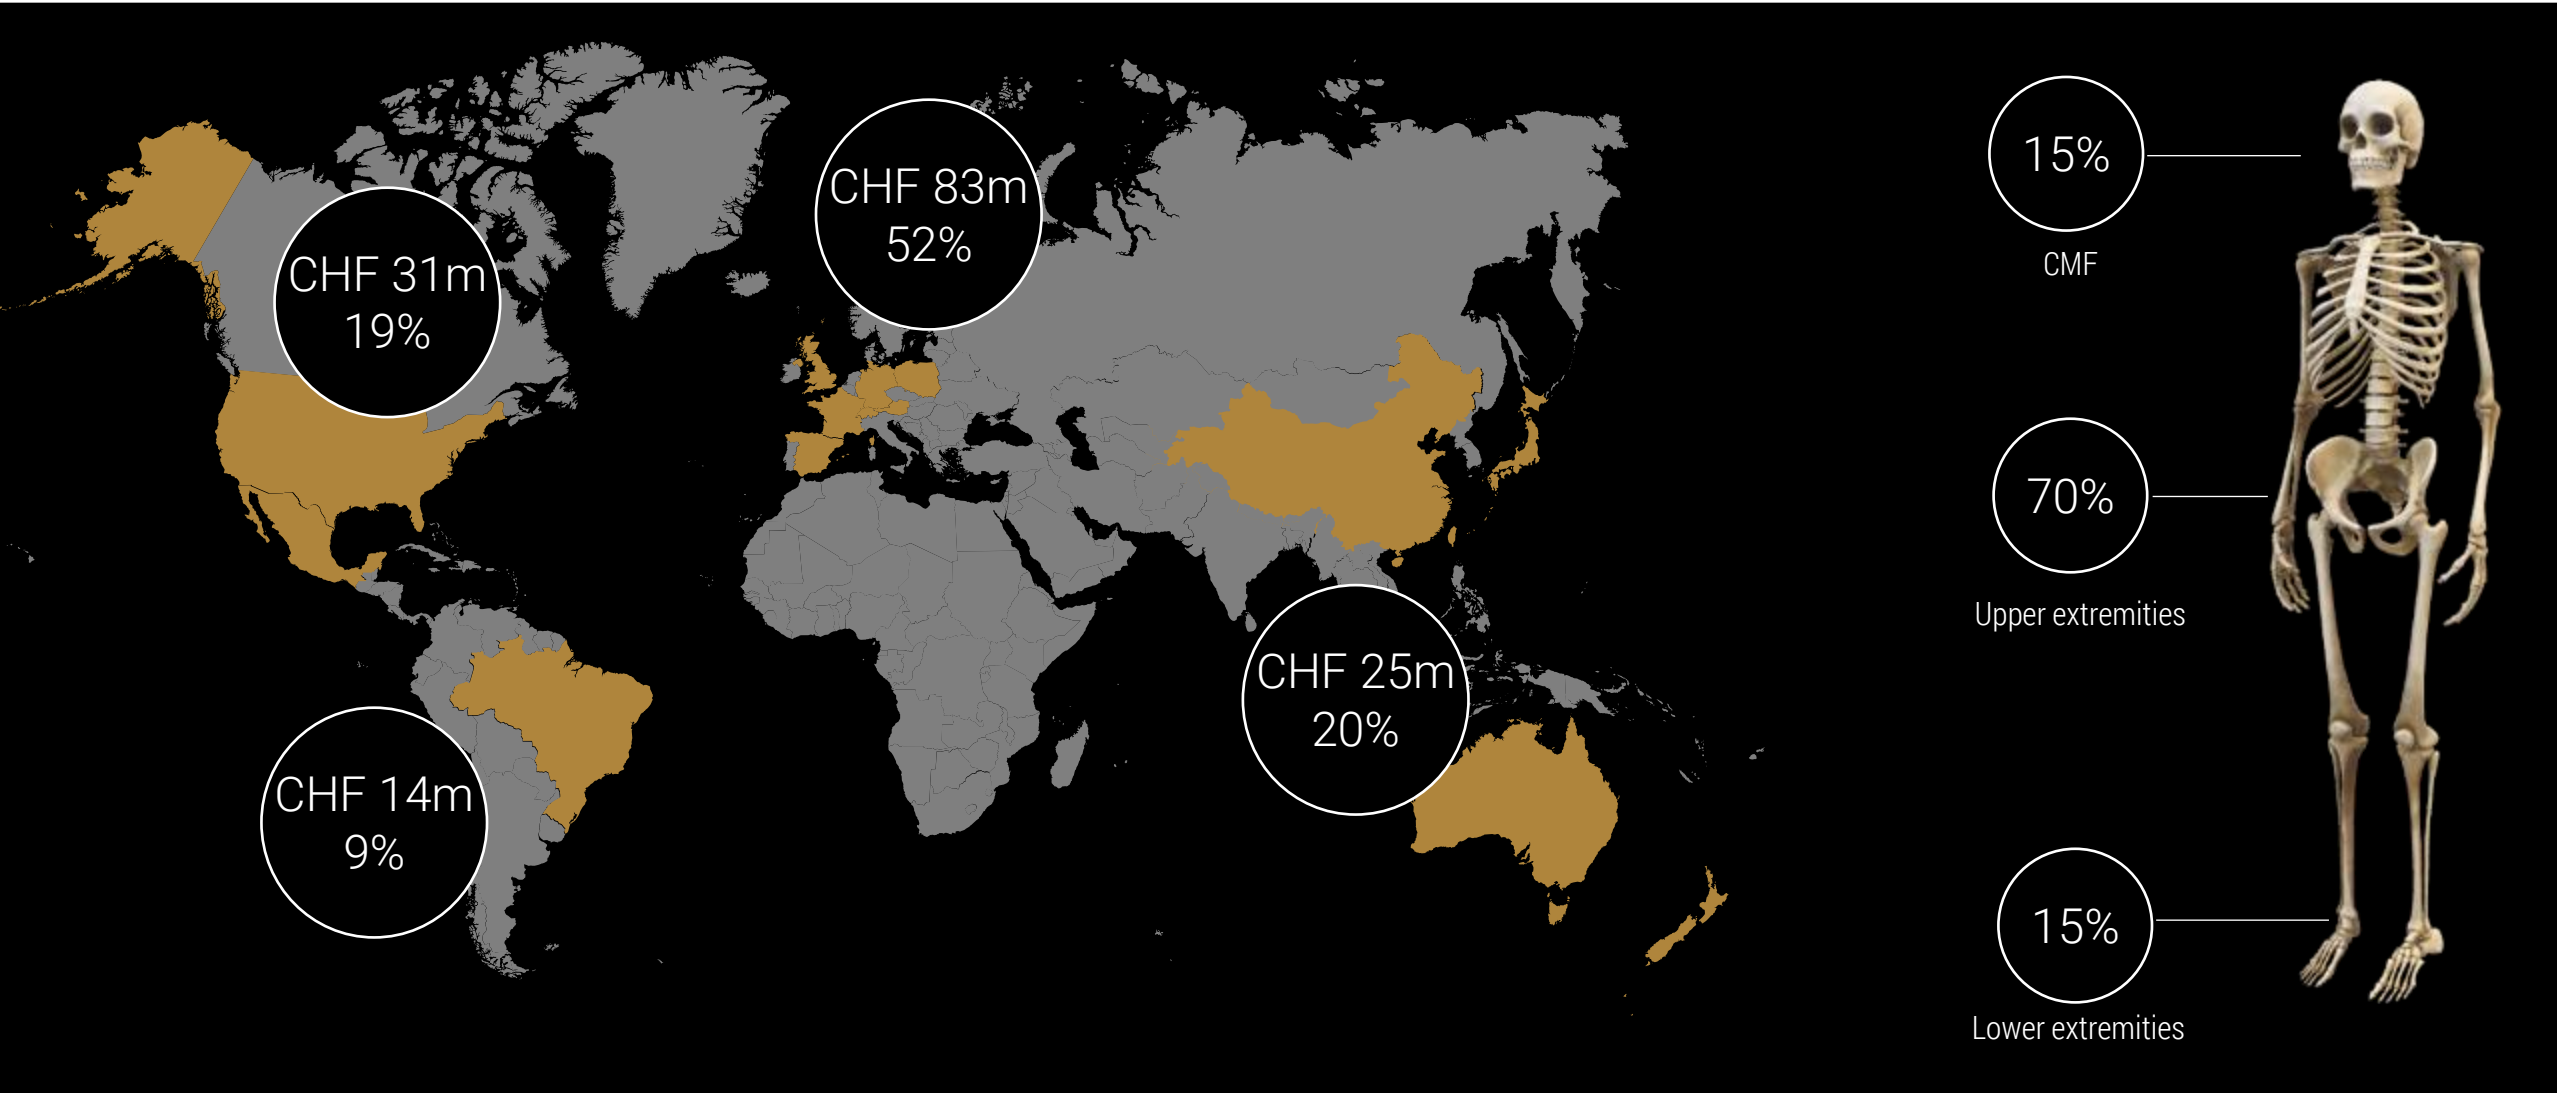 CHF 83m
52%
CHF 31m
19%
CHF 25m
20%
CHF 14m
9%
15%
CMF
70%
Upper extremities
15%
Lower extremities